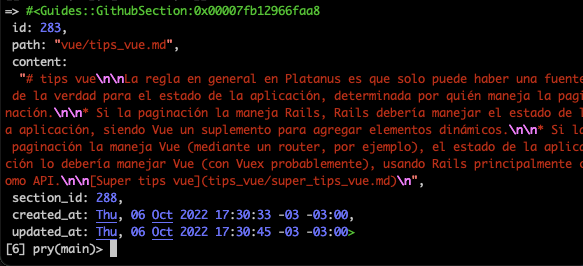 => #<Guides::GithubSection:0x00007fb12966faa8
id: 283,
path: "vue/tips_vue.md",
content:
"# tips vue\n\nLa regla en general en Platanus es que solo puede haber una fuente
de la verdad para el estado de la aplicación, determinada por quién maneja la pagi
nación.\n\n* Si la paginación la maneja Rails, Rails debería manejar el estado de l
a aplicación, siendo Vue un suplemento para agregar elementos dinámicos.\n\n* Si la
paginación la maneja Vue (mediante un router, por ejemplo), el estado de la aplica
ción lo debería manejar Vue (con Vuex probablemente), usando Rails principalmente c
omo API.\n\n[Super tips vue](tips_vue/super_tips_vue.md)\n",
section_id: 288,
created_at: Thu, 06 Oct 2022 17:30:33 -03 -03:00,
updated_at: Thu, 06 Oct 2022 17:30:45 -03 -03:00>
[6] pry(main)>